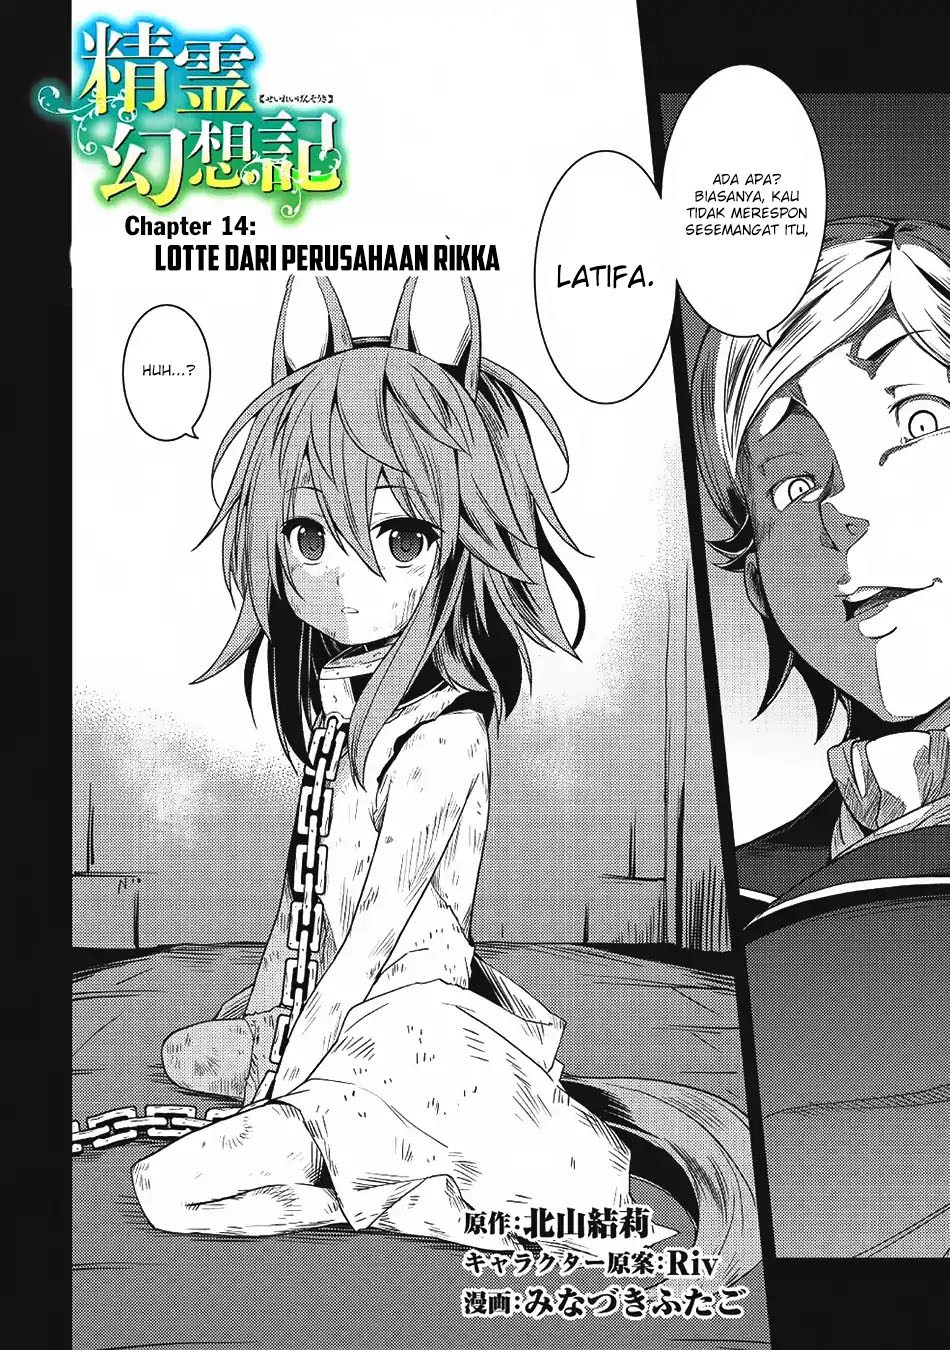 精霊
幻想記
【せいれいげんそうき】
Chapter 14:
LOTTE DARI PERUSAHAAN RIKKA
ADA APA?
BIASANYA, KAU
TIDAK MERESPON
SESEMANGAT ITU,
LATIFA.
HUH...?
原作:北山結莉
キャラクター原案:Riv
漫画:みなづきふたご